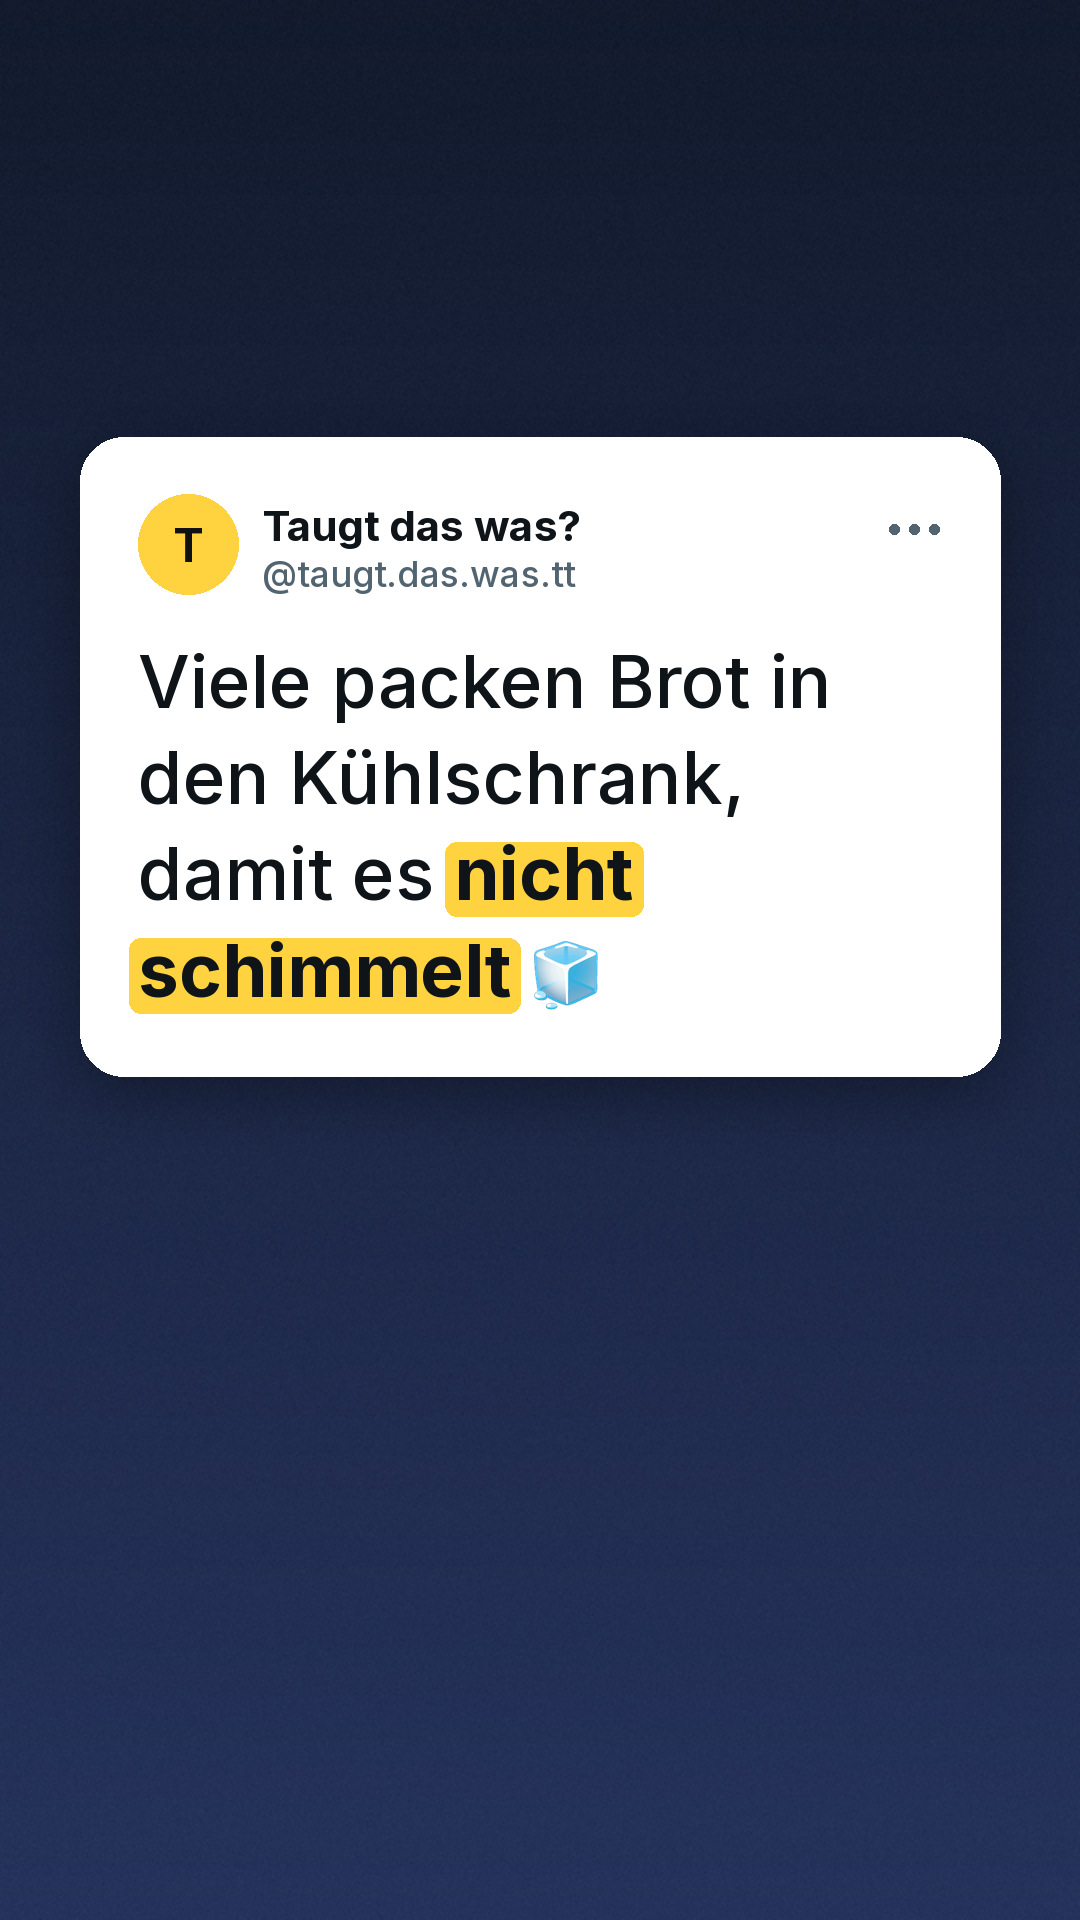 T
Taugt das was?
@taugt.das.was.tt
Viele packen Brot in
den Kühlschrank,
damit es nicht
schimmelt 🧊